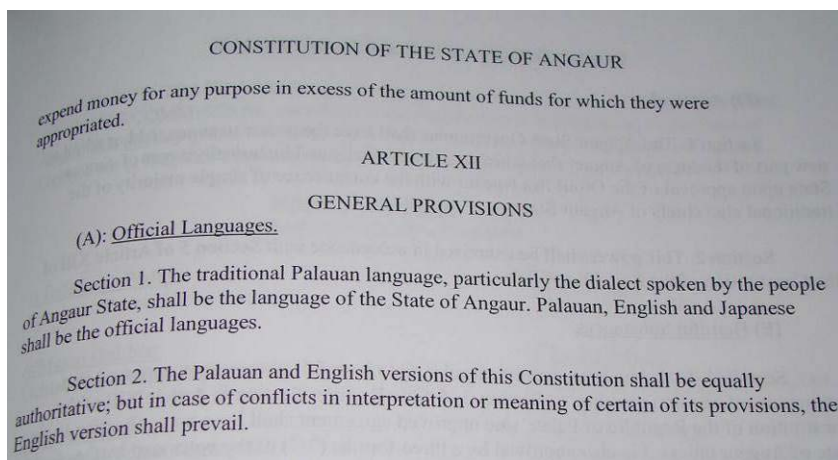 CONSTITUTION OF THE STATE OF ANGAUR
expend money for any purpose in excess of the amount of funds for which they were
appropriated.
ARTICLE XII
GENERAL PROVISIONS
(A): Official Languages.
Section 1. The traditional Palauan language, particularly the dialect spoken by the people
of Angaur State, shall be the language of the State of Angaur. Palauan, English and Japanese
shall be the official languages.
Section 2. The Palauan and English versions of this Constitution shall be equally
authoritative; but in case of conflicts in interpretation or meaning of certain of its provisions, the
English version shall prevail.